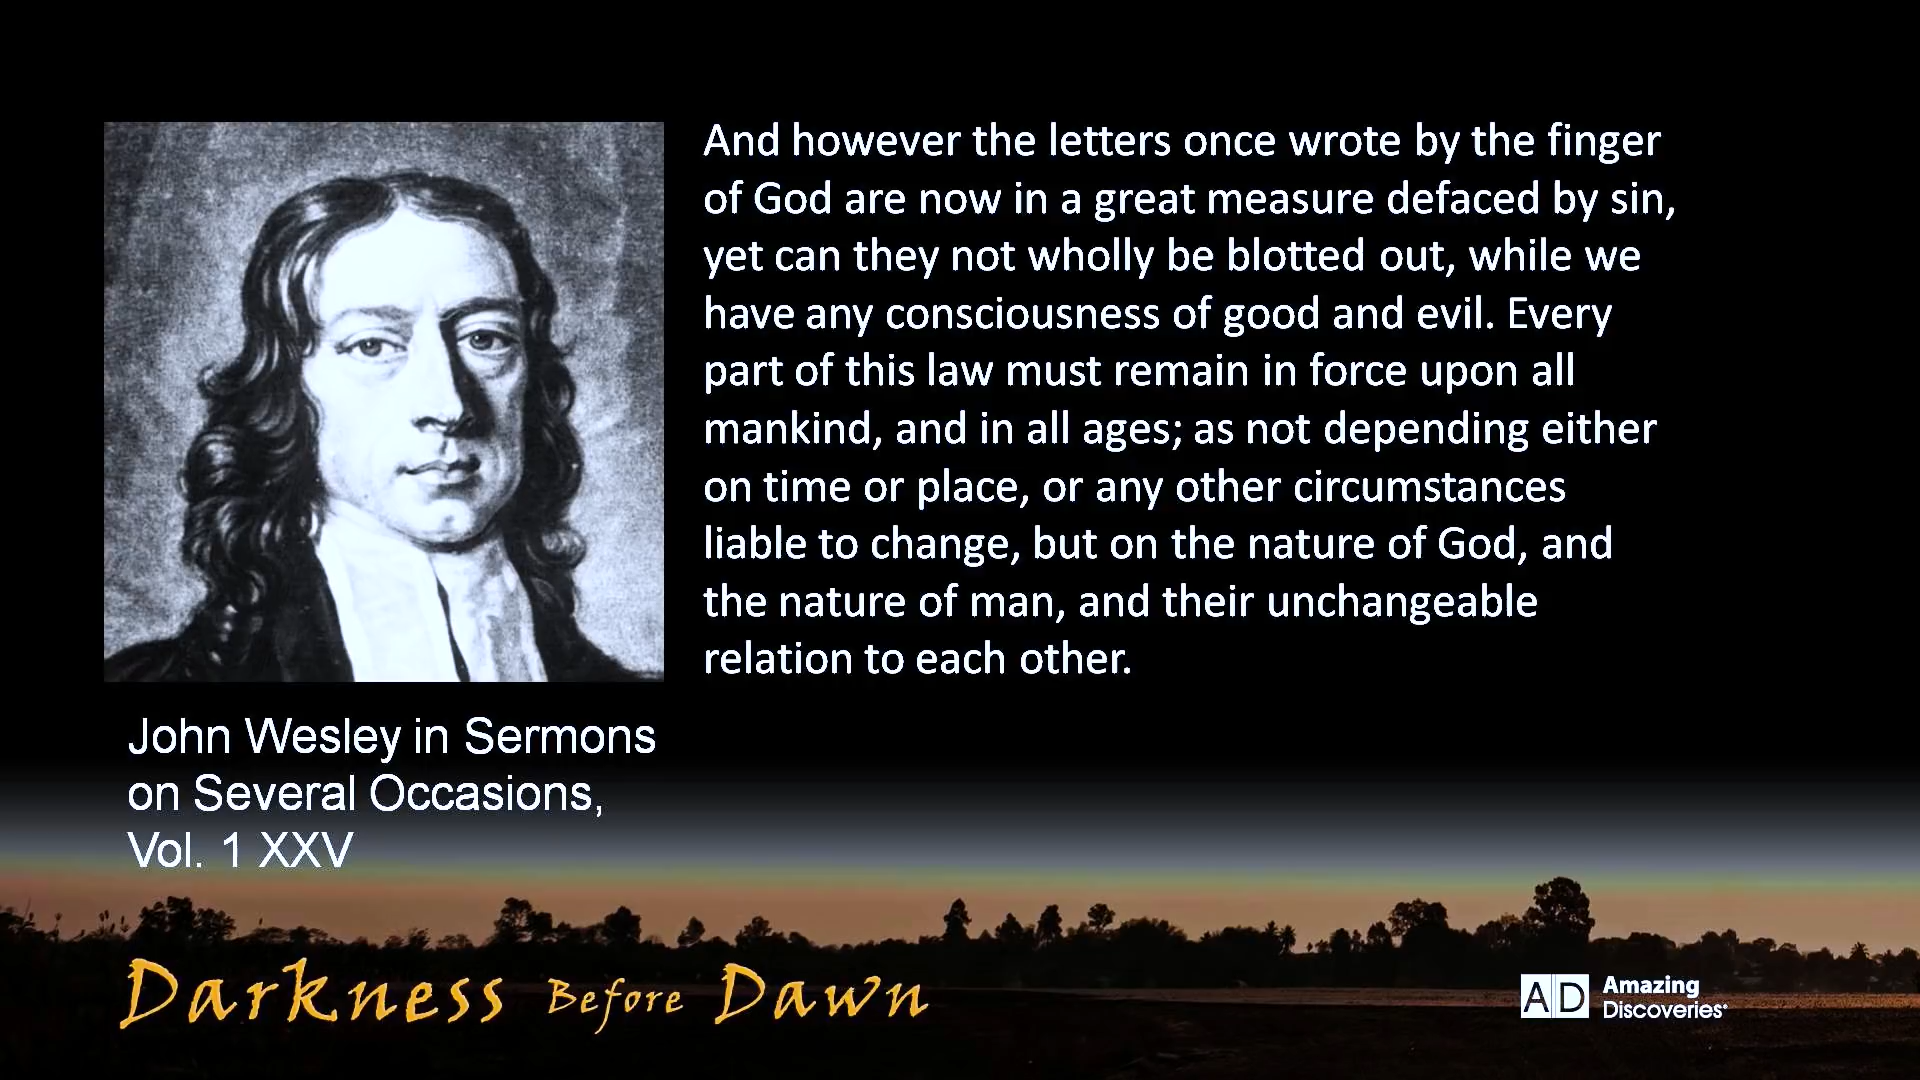 And however the letters once wrote by the finger
of God are now in a great measure defaced by sin,
yet can they not wholly be blotted out, while we
have any consciousness of good and evil. Every
part of this law must remain in force upon all
mankind, and in all ages; as not depending either
on time or place, or any other circumstances
liable to change, but on the nature of God, and
the nature of man, and their unchangeable
relation to each other.
John Wesley in Sermons
on Several Occasions,
Vol. 1 XXV
Darkness Before Dawn
AD Amazing
Discoveries